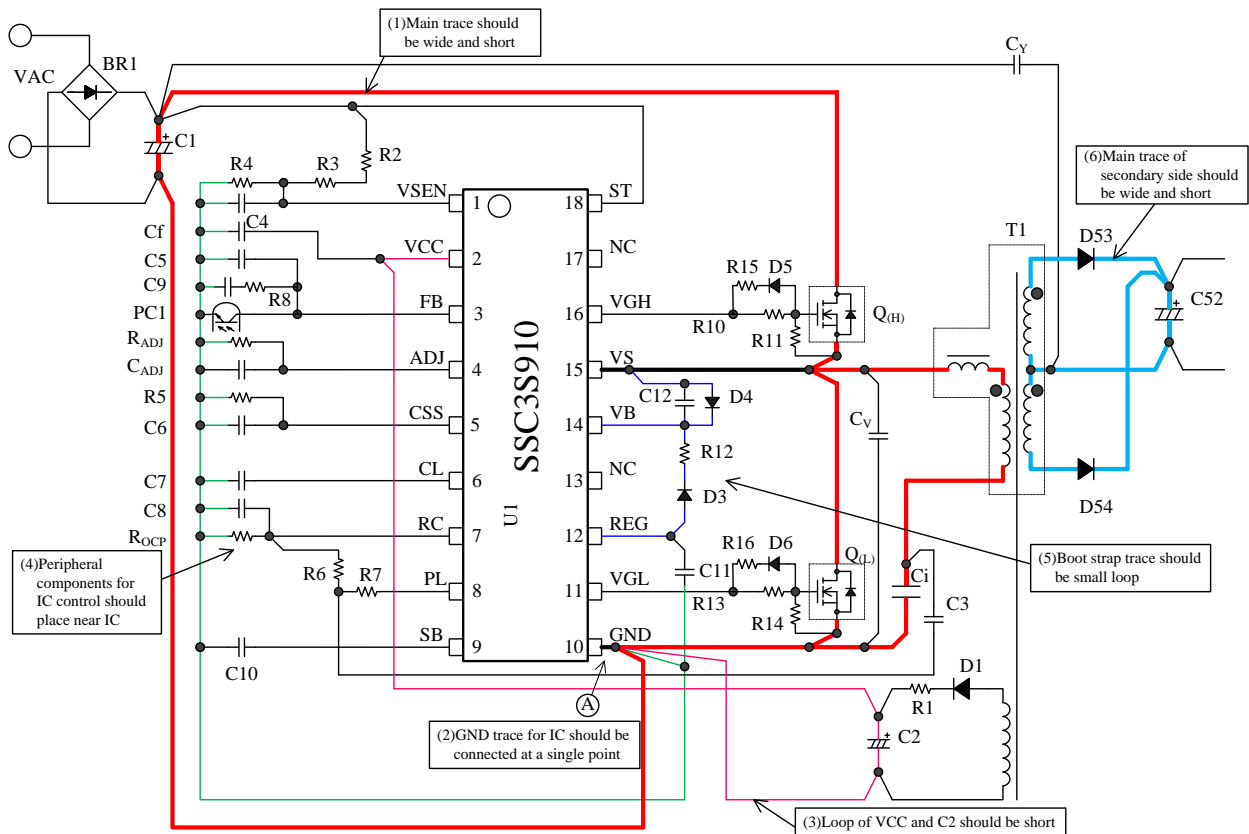 (1)Main trace should
be wide and short
CY
VAC
BR1
C1
R2
R4
R3
(6)Main trace of
secondary side should
be wide and short
VSEN
1
18
ST
Cf
C4
T1
D53
VCC
2
17
NC
C5
C9
R8
R15
D5
C52
PC1
FB
3
16
VGH
R10
R11
Q(H)
RADJ
CADJ
ADJ
4
15
VS
R5
C12
D4
C6
CSS
5
14
VB
CV
R12
SSC3S910
C7
CL
6
13
NC
D3
C8
D54
U1
ROCP
RC
7
12
REG
(4)Peripheral
components for
IC control should
place near IC
R6
R7
C11
R16
D6
Q(L)
(5)Boot strap trace should
be small loop
PL
8
11
VGL
R13
R14
Ci
C3
SB
9
10
GND
C10
D1
R1
A
(2)GND trace for IC should be
connected at a single point
C2
(3)Loop of VCC and C2 should be short